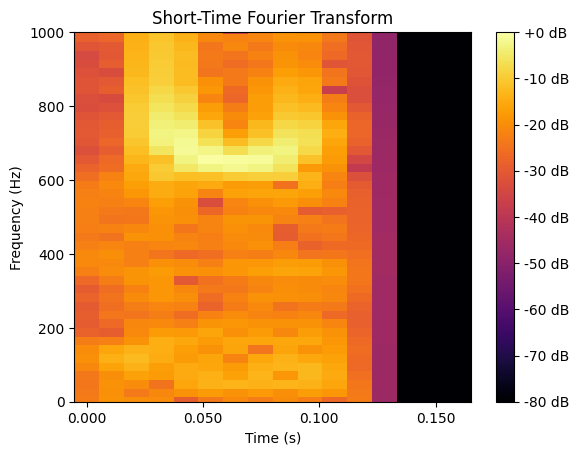 Short-Time Fourier Transform
1000
800
600
400
200
0
Frequency (Hz)
0.000
0.050
0.100
0.150
Time (s)
+0 dB
-10 dB
-20 dB
-30 dB
-40 dB
-50 dB
-60 dB
-70 dB
-80 dB